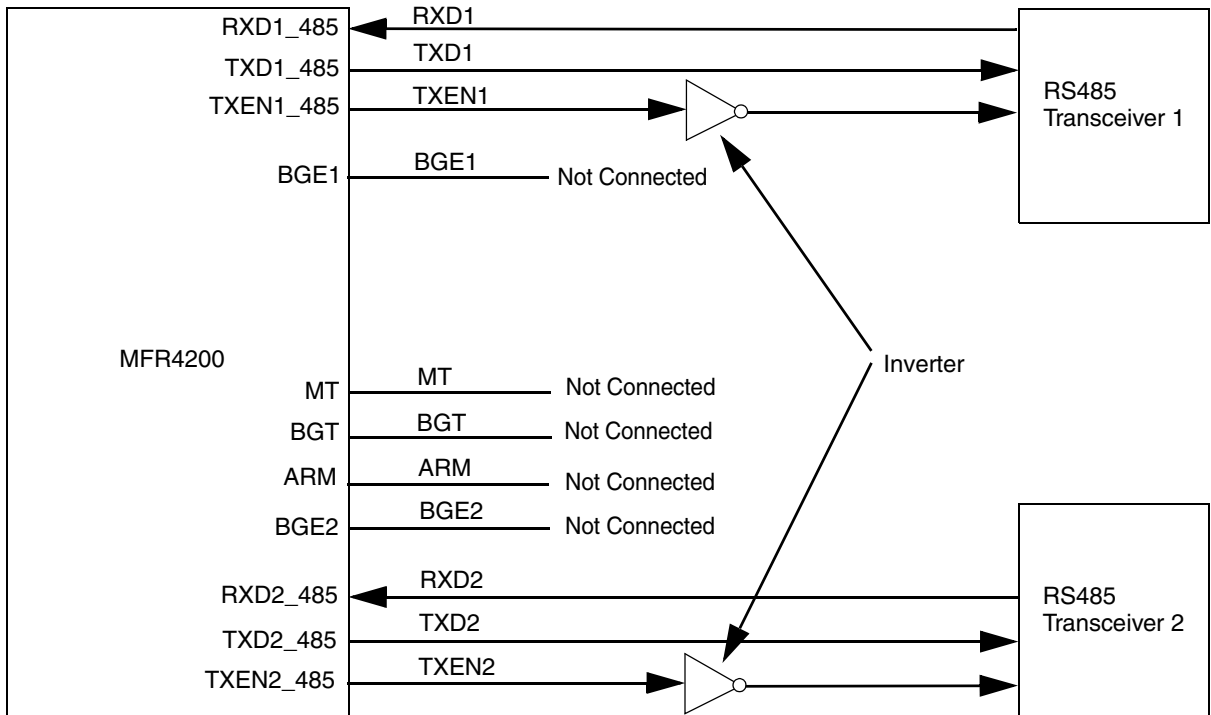 RXD1_485 RXD1
TXD1_485 TXD1
TXEN1_485 TXEN1
RS485
Transceiver 1
BGE1 BGE1 Not Connected
MFR4200
Inverter
MT MT Not Connected
BGT BGT Not Connected
ARM ARM Not Connected
BGE2 BGE2 Not Connected
RXD2_485 RXD2
TXD2_485 TXD2
TXEN2_485 TXEN2
RS485
Transceiver 2